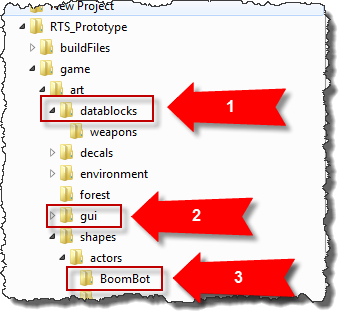 New Project
RTS_Prototype
buildFiles
game
art
datablocks
1
weapons
decals
environment
forest
gui
2
shapes
actors
BoomBot
3